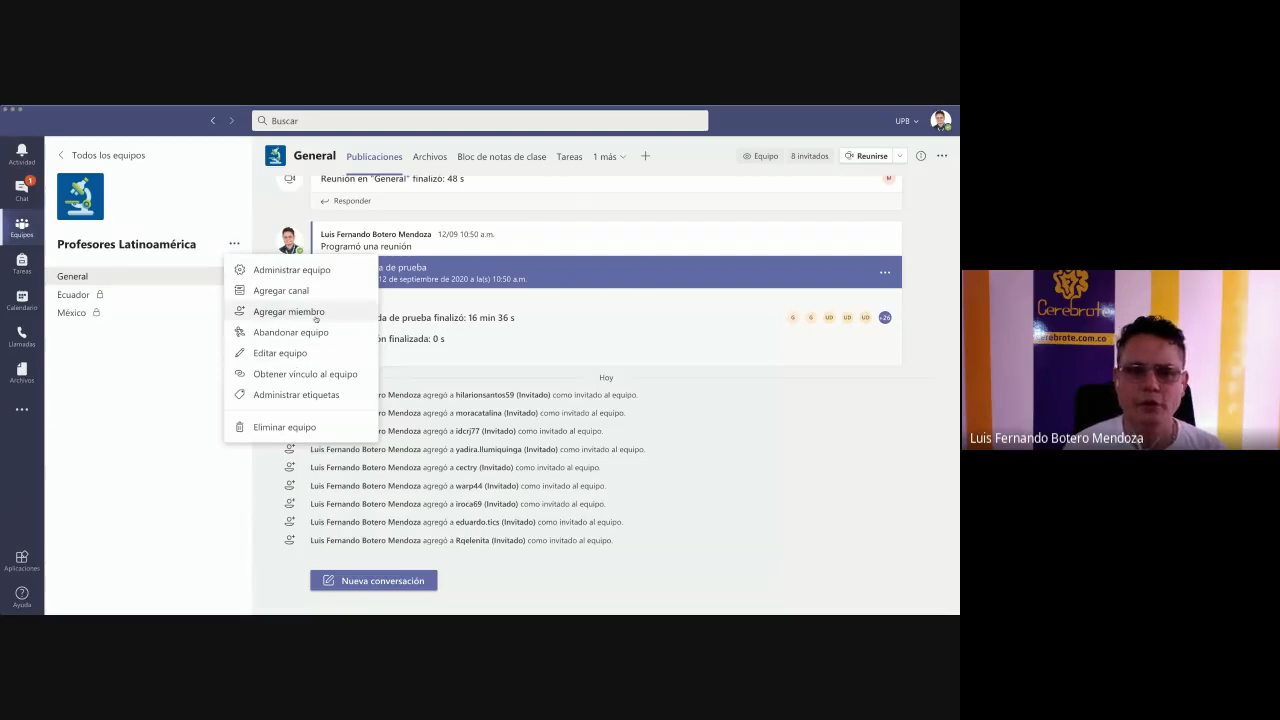 Buscar
UPB
Actividad
1
Chat
Equipos
Tareas
Calendario
Llamadas
Archivos
Aplicaciones
Ayuda
Todos los equipos
Profesores Latinoamérica
General
Ecuador
México
Administrar equipo
Agregar canal
Agregar miembro
Abandonar equipo
Editar equipo
Obtener vínculo al equipo
Administrar etiquetas
Eliminar equipo
General Publicaciones Archivos Bloc de notas de clase Tareas 1 más
Equipo 8 invitados Reunirse
Reunión en "General" finalizó: 48 s
Responder
Luis Fernando Botero Mendoza 12/09 10:50 a.m.
Programó una reunión
a de prueba
12 de septiembre de 2020 a la(s) 10:50 a.m.
da de prueba finalizó: 16 min 36 s
G G UD UD UD +26
ón finalizada: 0 s
Hoy
ero Mendoza agregó a hilarionsantos59 (Invitado) como invitado al equipo.
ero Mendoza agregó a moracatalina (Invitado) como invitado al equipo.
ero Mendoza agregó a idcrj77 (Invitado) como invitado al equipo.
Luis Fernando Botero Mendoza agregó a yadira.llumiquinga (Invitado) como invitado al equipo.
Luis Fernando Botero Mendoza agregó a cectry (Invitado) como invitado al equipo.
Luis Fernando Botero Mendoza agregó a warp44 (Invitado) como invitado al equipo.
Luis Fernando Botero Mendoza agregó a iroca69 (Invitado) como invitado al equipo.
Luis Fernando Botero Mendoza agregó a eduardo.tics (Invitado) como invitado al equipo.
Luis Fernando Botero Mendoza agregó a Rqelenita (Invitado) como invitado al equipo.
Nueva conversación
Cerebrote
cerebrote.com.co
Luis Fernando Botero Mendoza